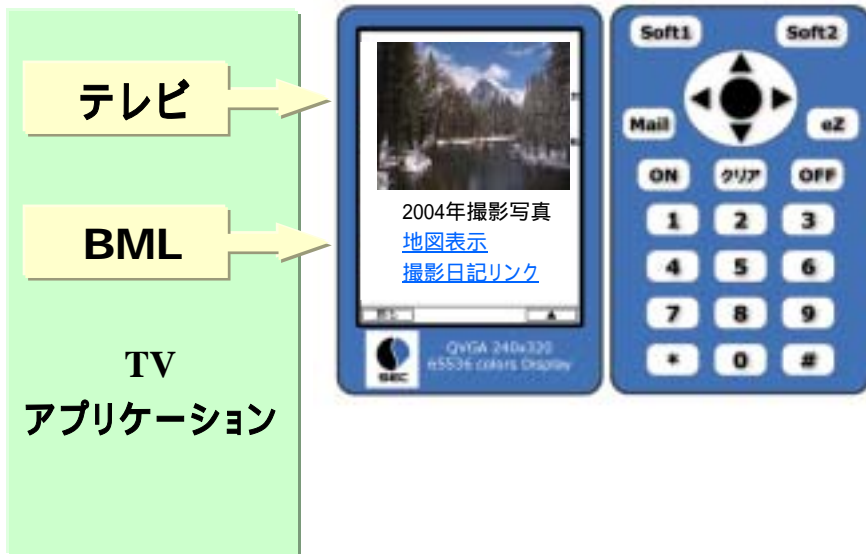 テレビ
BML
TV
アプリケーション
2004年撮影写真
地図表示
撮影日記リンク
戻る
▲
SEC
QVGA 240x320
65536 colors Display
Soft1
Soft2
Mail
eZ
ON
クリア
OFF
1
2
3
4
5
6
7
8
9
*
0
#